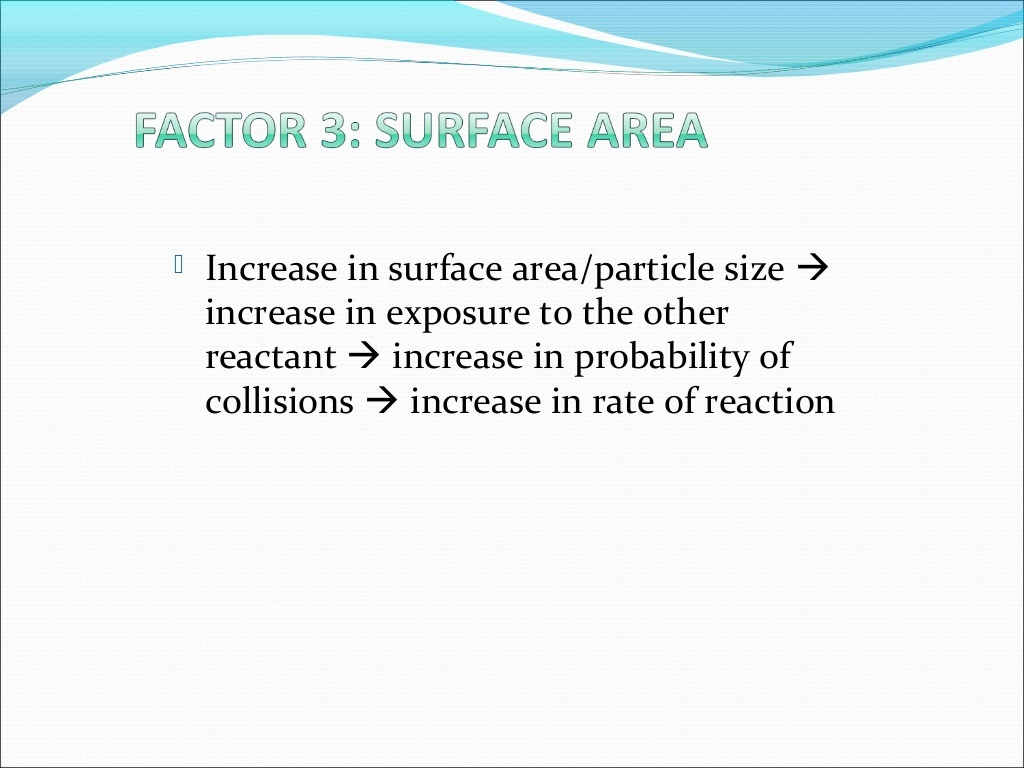 FACTOR 3: SURFACE AREA
Increase in surface area/particle size →
increase in exposure to the other
reactant → increase in probability of
collisions → increase in rate of reaction